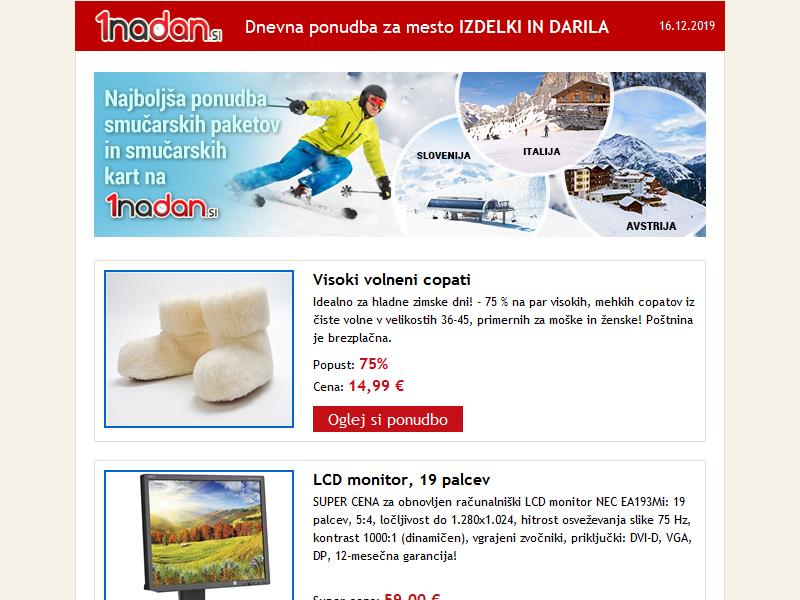 1nadan.si
Dnevna ponudba za mesto IZDELKI IN DARILA
16.12.2019
Najboljša ponudba
smučarskih paketov
in smučarskih
kart na
1nadan.si
SLOVENIJA
ITALIJA
AVSTRIJA
Visoki volneni copati
Idealno za hladne zimske dni! - 75 % na par visokih, mehkih copatov iz
čiste volne v velikostih 36-45, primernih za moške in ženske! Poštnina
je brezplačna.
Popust: 75%
Cena: 14,99 €
Oglej si ponudbo
LCD monitor, 19 palcev
SUPER CENA za obnovljen računalniški LCD monitor NEC EA193Mi: 19
palcev, 5:4, ločljivost do 1.280x1.024, hitrost osveževanja slike 75 Hz,
kontrast 1000:1 (dinamičen), vgrajeni zvočniki, priključki: DVI-D, VGA,
DP, 12-mesečna garancija!
Super cena: 59,00 €